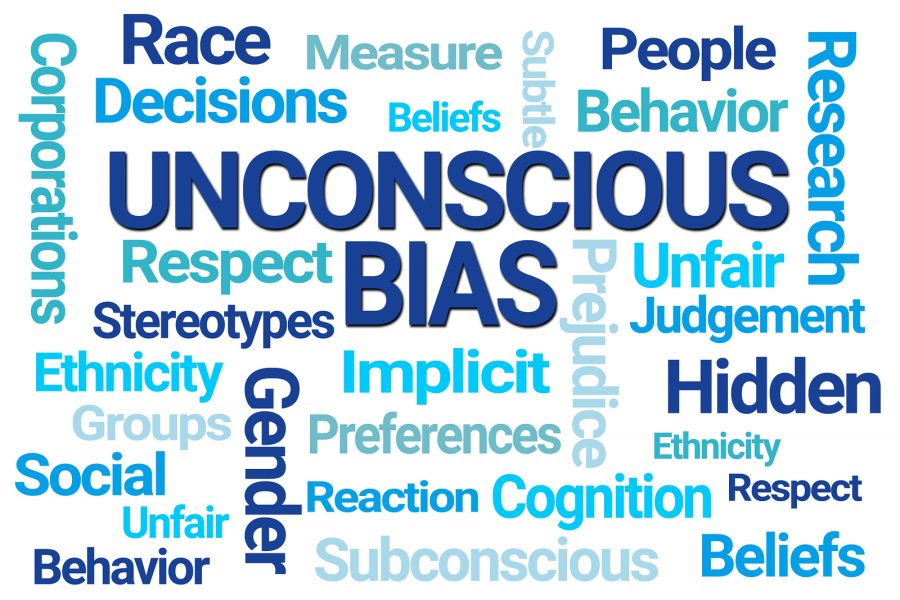 Corporations
Race
Measure
Subtle
People
Research
Decisions
Beliefs
Behavior
UNCONSCIOUS
BIAS
Respect
Prejudice
Unfair
Stereotypes
Judgement
Ethnicity
Implicit
Hidden
Gender
Groups
Preferences
Ethnicity
Social
Reaction
Cognition
Respect
Unfair
Behavior
Subconscious
Beliefs